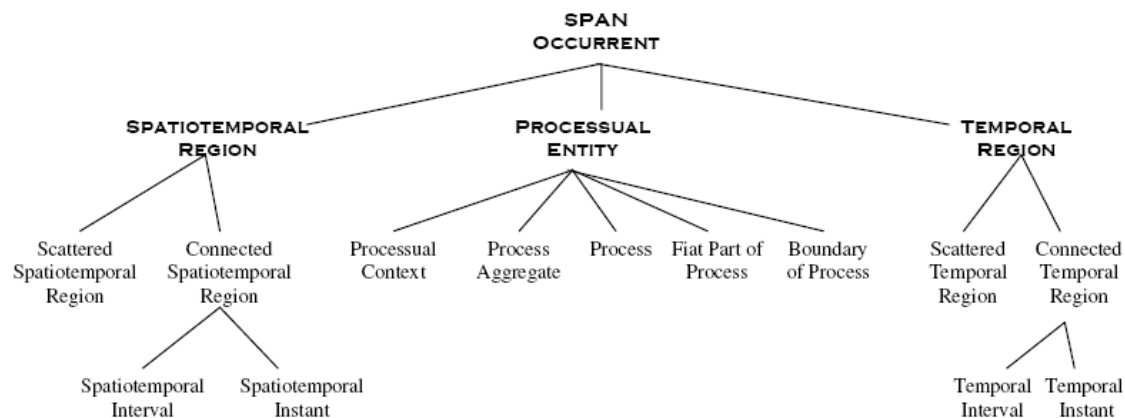 SPAN
OCCURRENT
SPATIOTEMPORAL
REGION
PROCESSUAL
ENTITY
TEMPORAL
REGION
Scattered
Spatiotemporal
Region
Connected
Spatiotemporal
Region
Processual
Context
Process
Aggregate
Process
Fiat Part of
Process
Boundary
of Process
Scattered
Temporal
Region
Connected
Temporal
Region
Spatiotemporal
Interval
Spatiotemporal
Instant
Temporal
Interval
Temporal
Instant